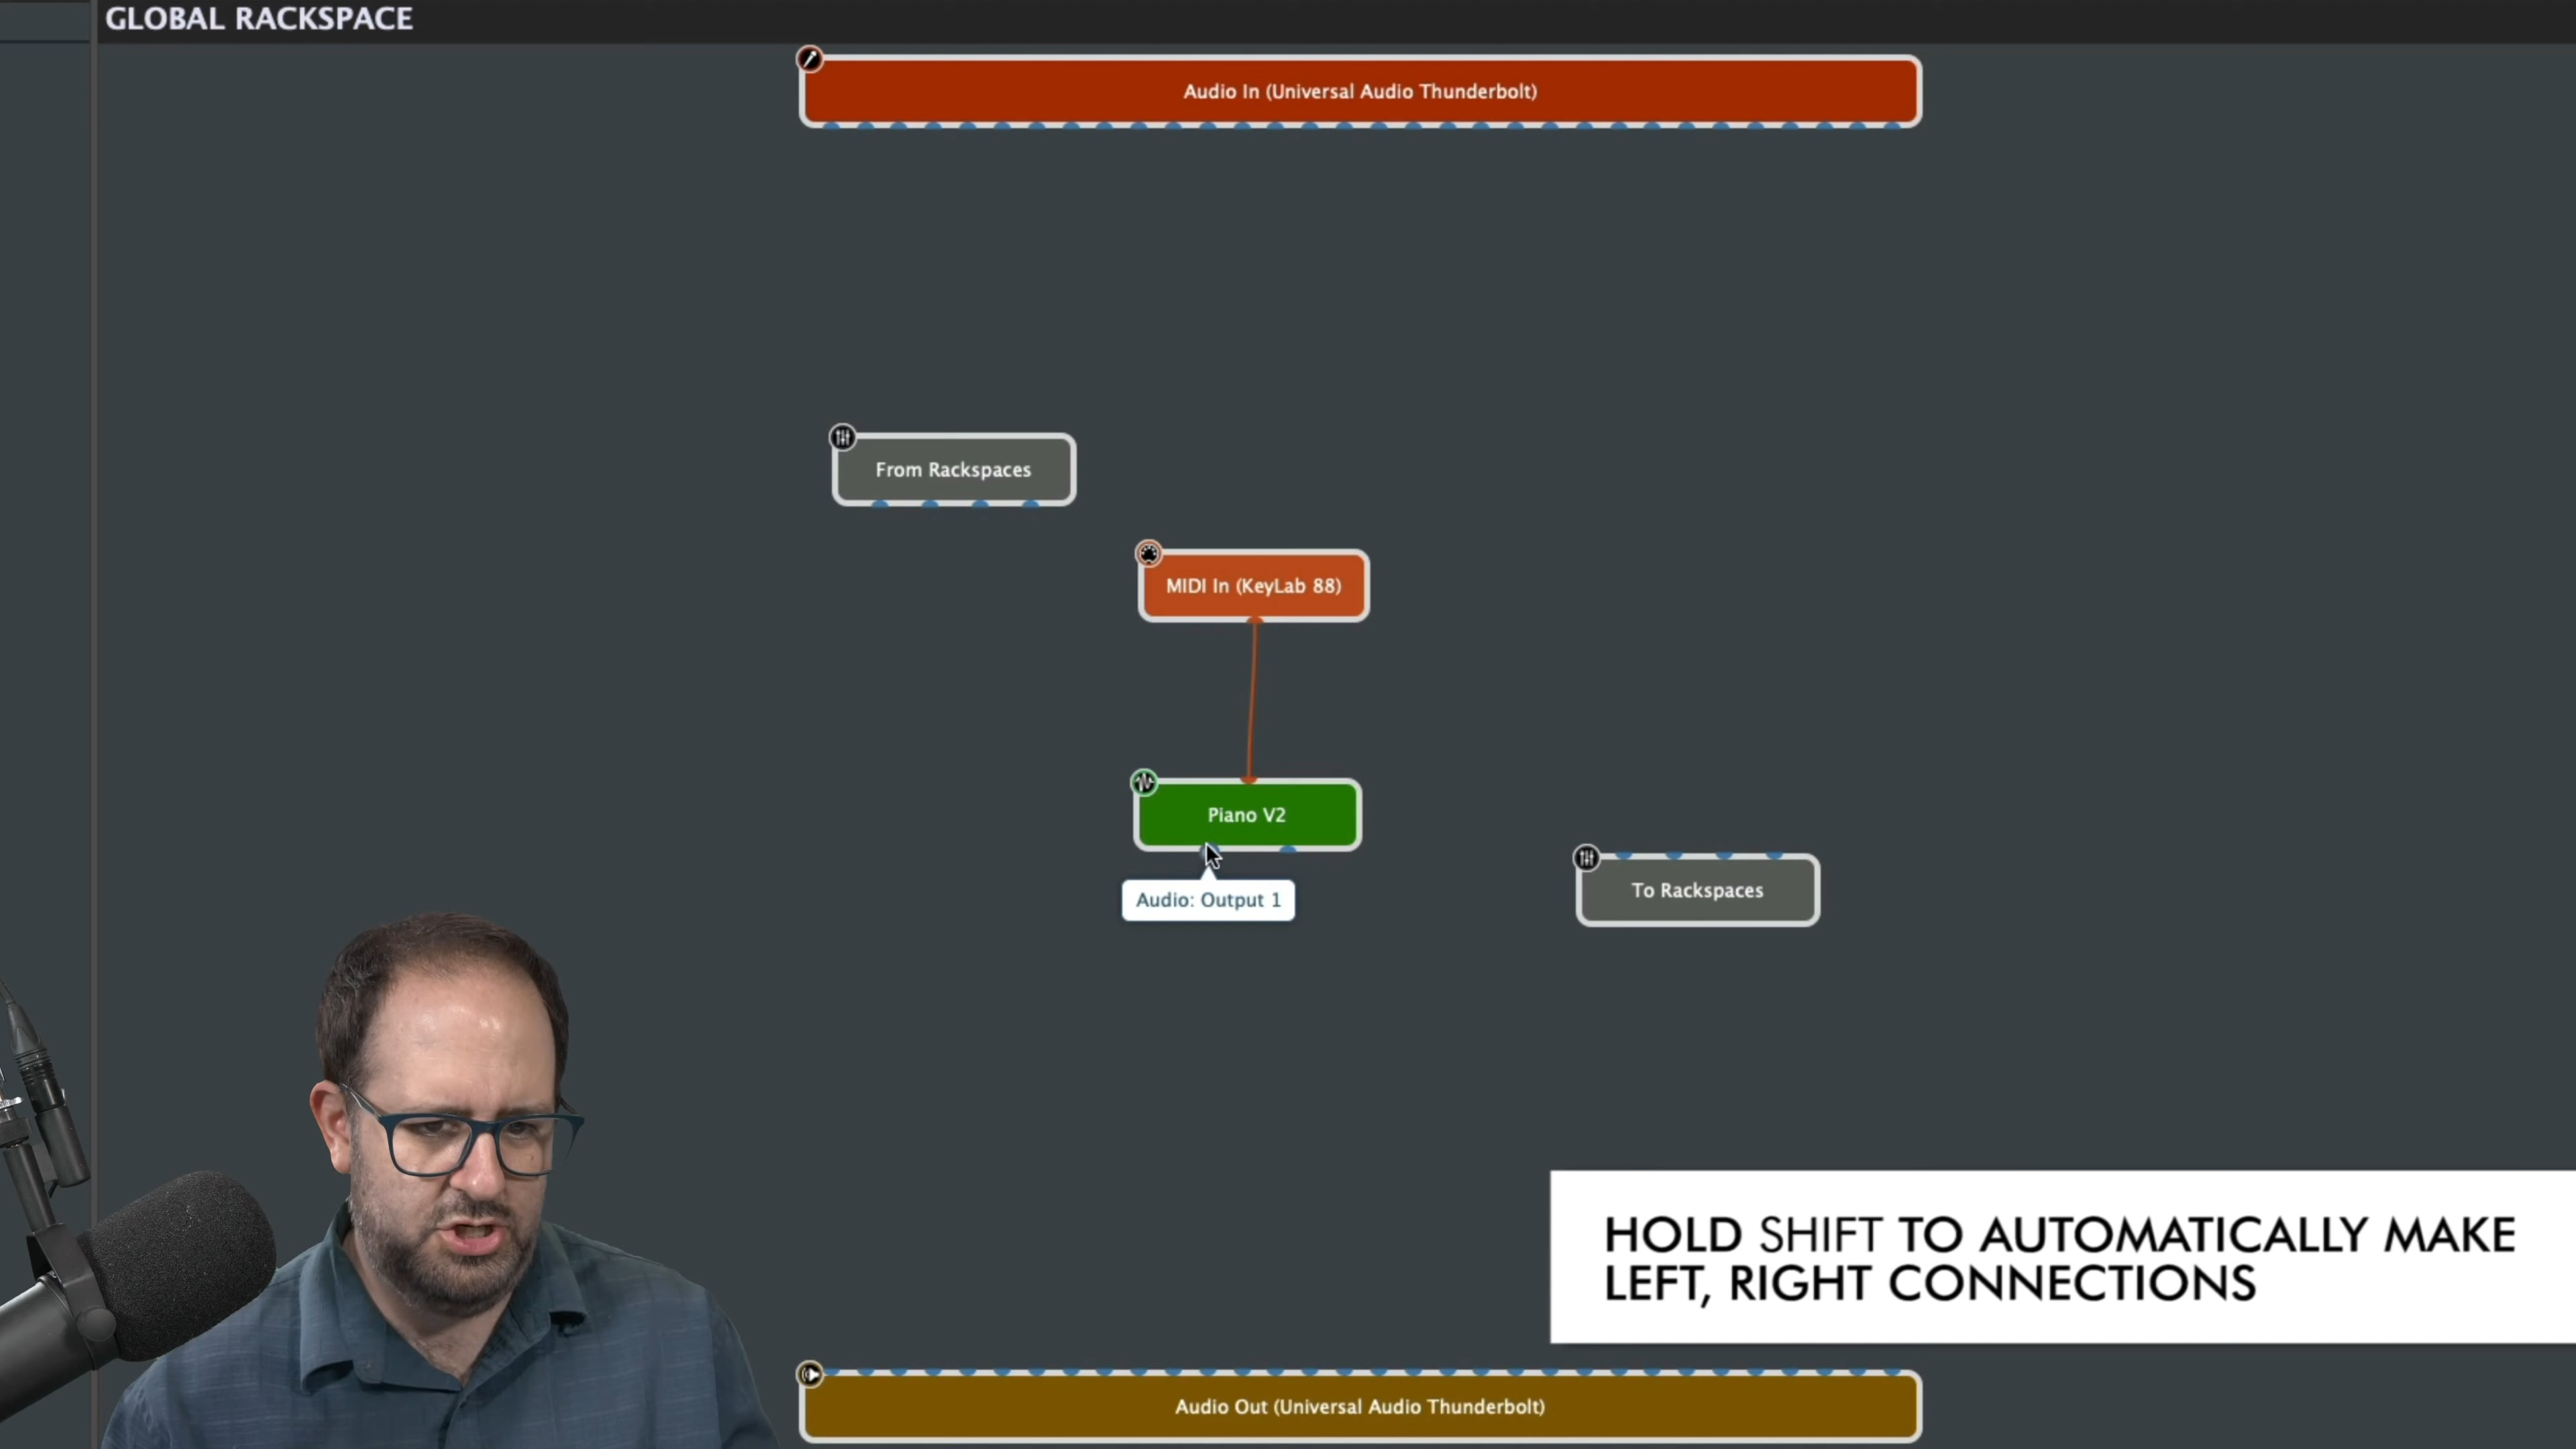 GLOBAL RACKSPACE
Audio In (Universal Audio Thunderbolt)
From Rackspaces
MIDI In (KeyLab 88)
Piano V2
Audio: Output 1
To Rackspaces
HOLD SHIFT TO AUTOMATICALLY MAKE
LEFT, RIGHT CONNECTIONS
Audio Out (Universal Audio Thunderbolt)